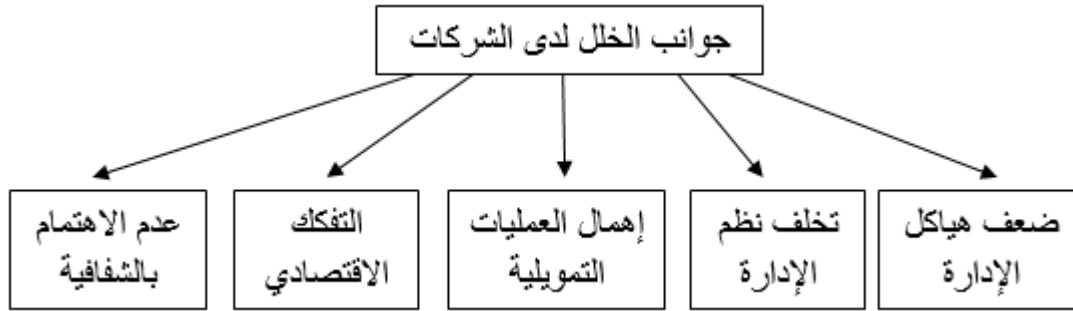 جوانب الخلل لدى الشركات
ضعف هياكل
الإدارة
تخلف نظم
الإدارة
إهمال العمليات
التمويلية
التفكك
الاقتصادي
عدم الاهتمام
بالشفافية